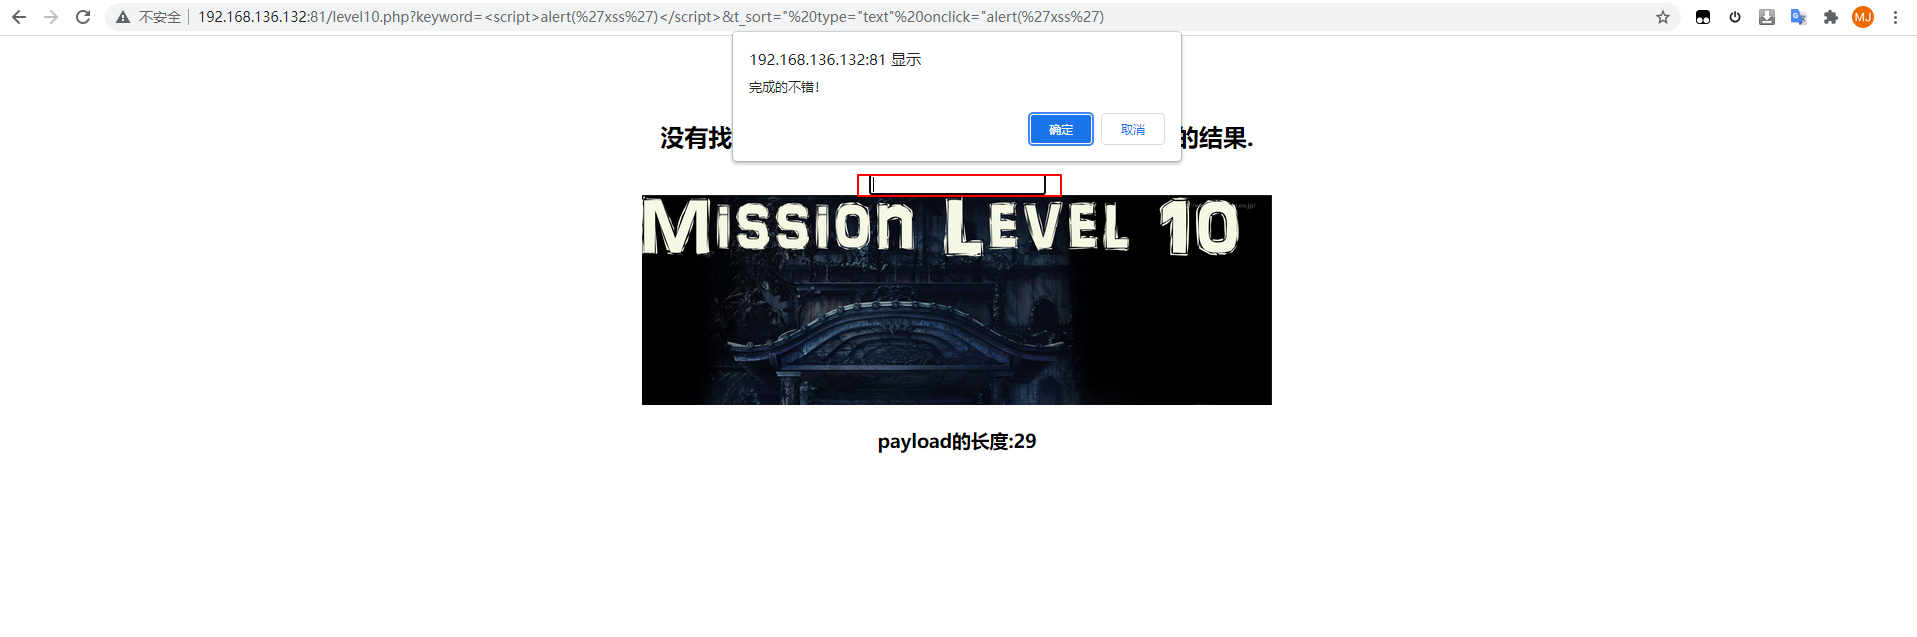 不安全 192.168.136.132:81/level10.php?keyword=<script>alert(%27xss%27)</script>&t_sort="%20type="text"%20onclick="alert(%27xss%27)
MJ
192.168.136.132:81 显示
完成的不错!
确定 取消
没有找 的结果.
MISSION LEVEL 10
payload的长度:29